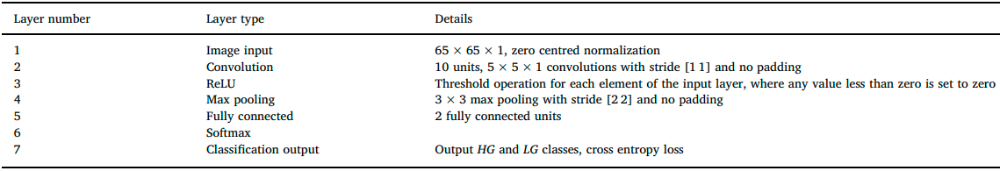 Layer number Layer type Details
1 Image input 65 × 65 × 1, zero centred normalization
2 Convolution 10 units, 5 × 5 × 1 convolutions with stride [1 1] and no padding
3 ReLU Threshold operation for each element of the input layer, where any value less than zero is set to zero
4 Max pooling 3 × 3 max pooling with stride [2 2] and no padding
5 Fully connected 2 fully connected units
6 Softmax
7 Classification output Output HG and LG classes, cross entropy loss